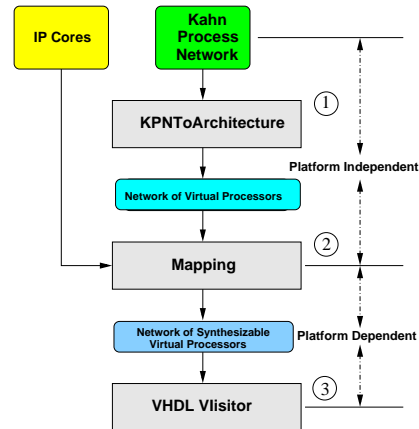 IP Cores
Kahn
Process
Network
1
KPNToArchitecture
Platform Independent
Network of Virtual Processors
2
Mapping
Network of Synthesizable
Virtual Processors
Platform Dependent
3
VHDL VIisitor